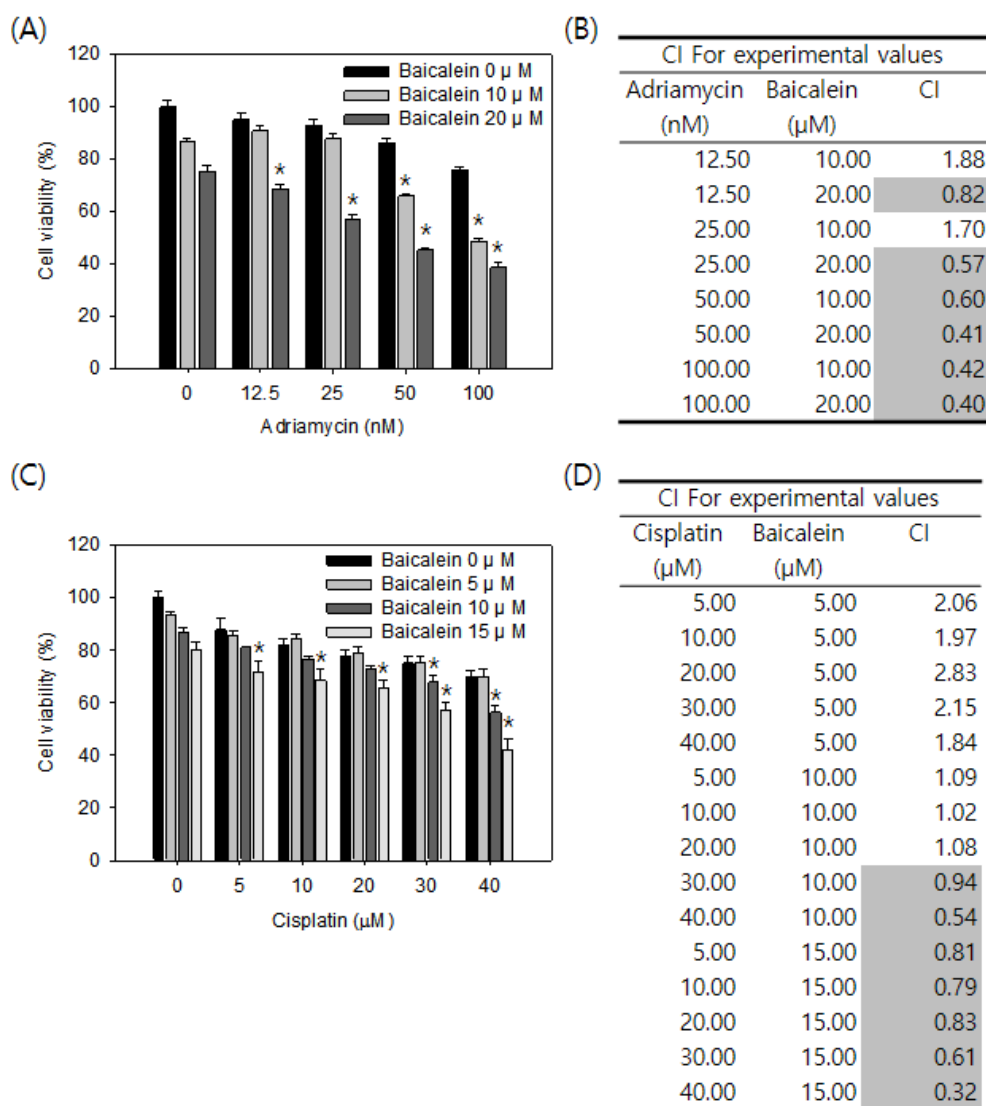 (A)
120
100
80
60
40
20
0
Cell viability (%)
Baicalein 0 μ M
Baicalein 10 μ M
Baicalein 20 μ M
* * * * * *
0 12.5 25 50 100
Adriamycin (nM)
(B)
CI For experimental values
Adriamycin Baicalein CI
(nM) (μM)
12.50 10.00 1.88
12.50 20.00 0.82
25.00 10.00 1.70
25.00 20.00 0.57
50.00 10.00 0.60
50.00 20.00 0.41
100.00 10.00 0.42
100.00 20.00 0.40
(C)
120
100
80
60
40
20
0
Cell viability (%)
Baicalein 0 μ M
Baicalein 5 μ M
Baicalein 10 μ M
Baicalein 15 μ M
* * * * * * *
0 5 10 20 30 40
Cisplatin (μM)
(D)
CI For experimental values
Cisplatin Baicalein CI
(μM) (μM)
5.00 5.00 2.06
10.00 5.00 1.97
20.00 5.00 2.83
30.00 5.00 2.15
40.00 5.00 1.84
5.00 10.00 1.09
10.00 10.00 1.02
20.00 10.00 1.08
30.00 10.00 0.94
40.00 10.00 0.54
5.00 15.00 0.81
10.00 15.00 0.79
20.00 15.00 0.83
30.00 15.00 0.61
40.00 15.00 0.32